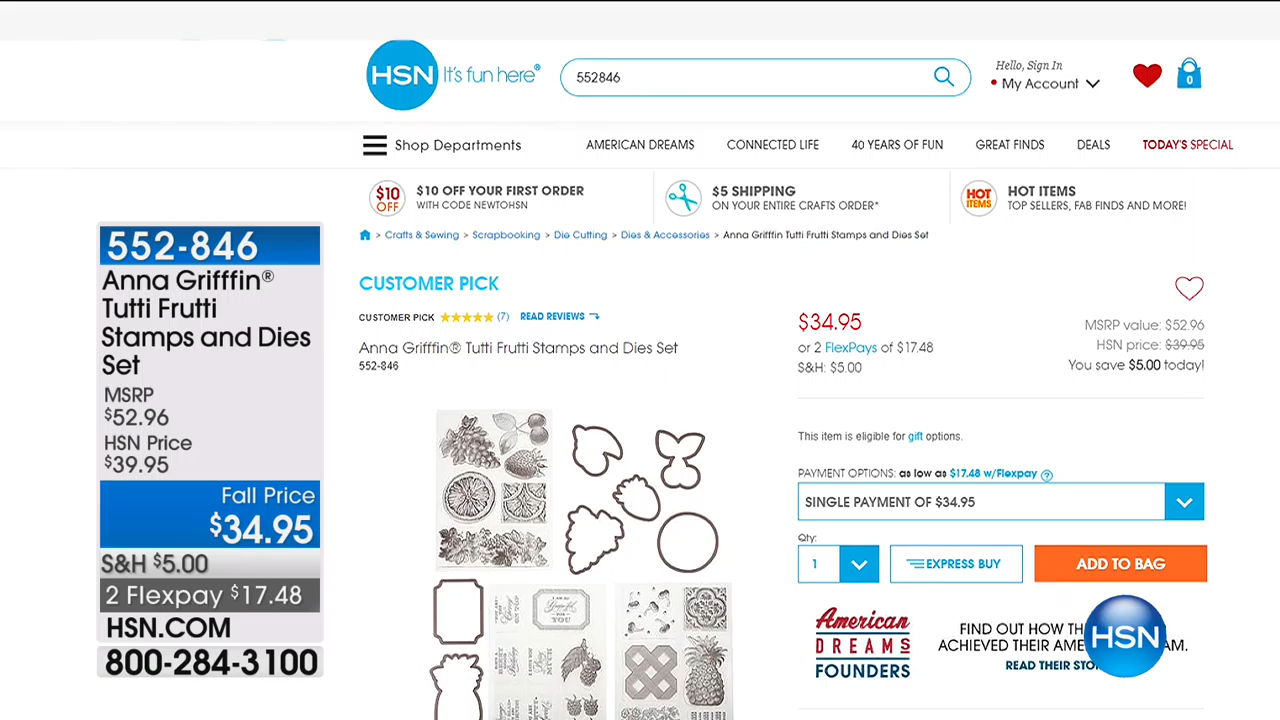 HSN It's fun here®
552846
Hello, Sign In
My Account
0
Shop Departments
AMERICAN DREAMS
CONNECTED LIFE
40 YEARS OF FUN
GREAT FINDS
DEALS
TODAY'S SPECIAL
$10 OFF
$10 OFF YOUR FIRST ORDER
WITH CODE NEWTOHSN
$5 SHIPPING
ON YOUR ENTIRE CRAFTS ORDER*
HOT ITEMS
HOT ITEMS
TOP SELLERS, FAB FINDS AND MORE!
> Crafts & Sewing > Scrapbooking > Die Cutting > Dies & Accessories > Anna Griffin Tutti Frutti Stamps and Dies Set
552-846
Anna Grifffin®
Tutti Frutti
Stamps and Dies
Set
MSRP
$52.96
HSN Price
$39.95
Fall Price
$34.95
S&H $5.00
2 Flexpay $17.48
HSN.COM
800-284-3100
CUSTOMER PICK
CUSTOMER PICK (7) READ REVIEWS
Anna Grifffin® Tutti Frutti Stamps and Dies Set
552-846
$34.95
or 2 FlexPays of $17.48
S&H: $5.00
MSRP value: $52.96
HSN price: $39.95
You save $5.00 today!
This item is eligible for gift options.
PAYMENT OPTIONS: as low as $17.48 w/Flexpay ?
SINGLE PAYMENT OF $34.95
Qty:
1
EXPRESS BUY
ADD TO BAG
American
DREAMS
FOUNDERS
FIND OUT HOW
ACHIEVED THEIR
READ THEIR
HSN
YOU